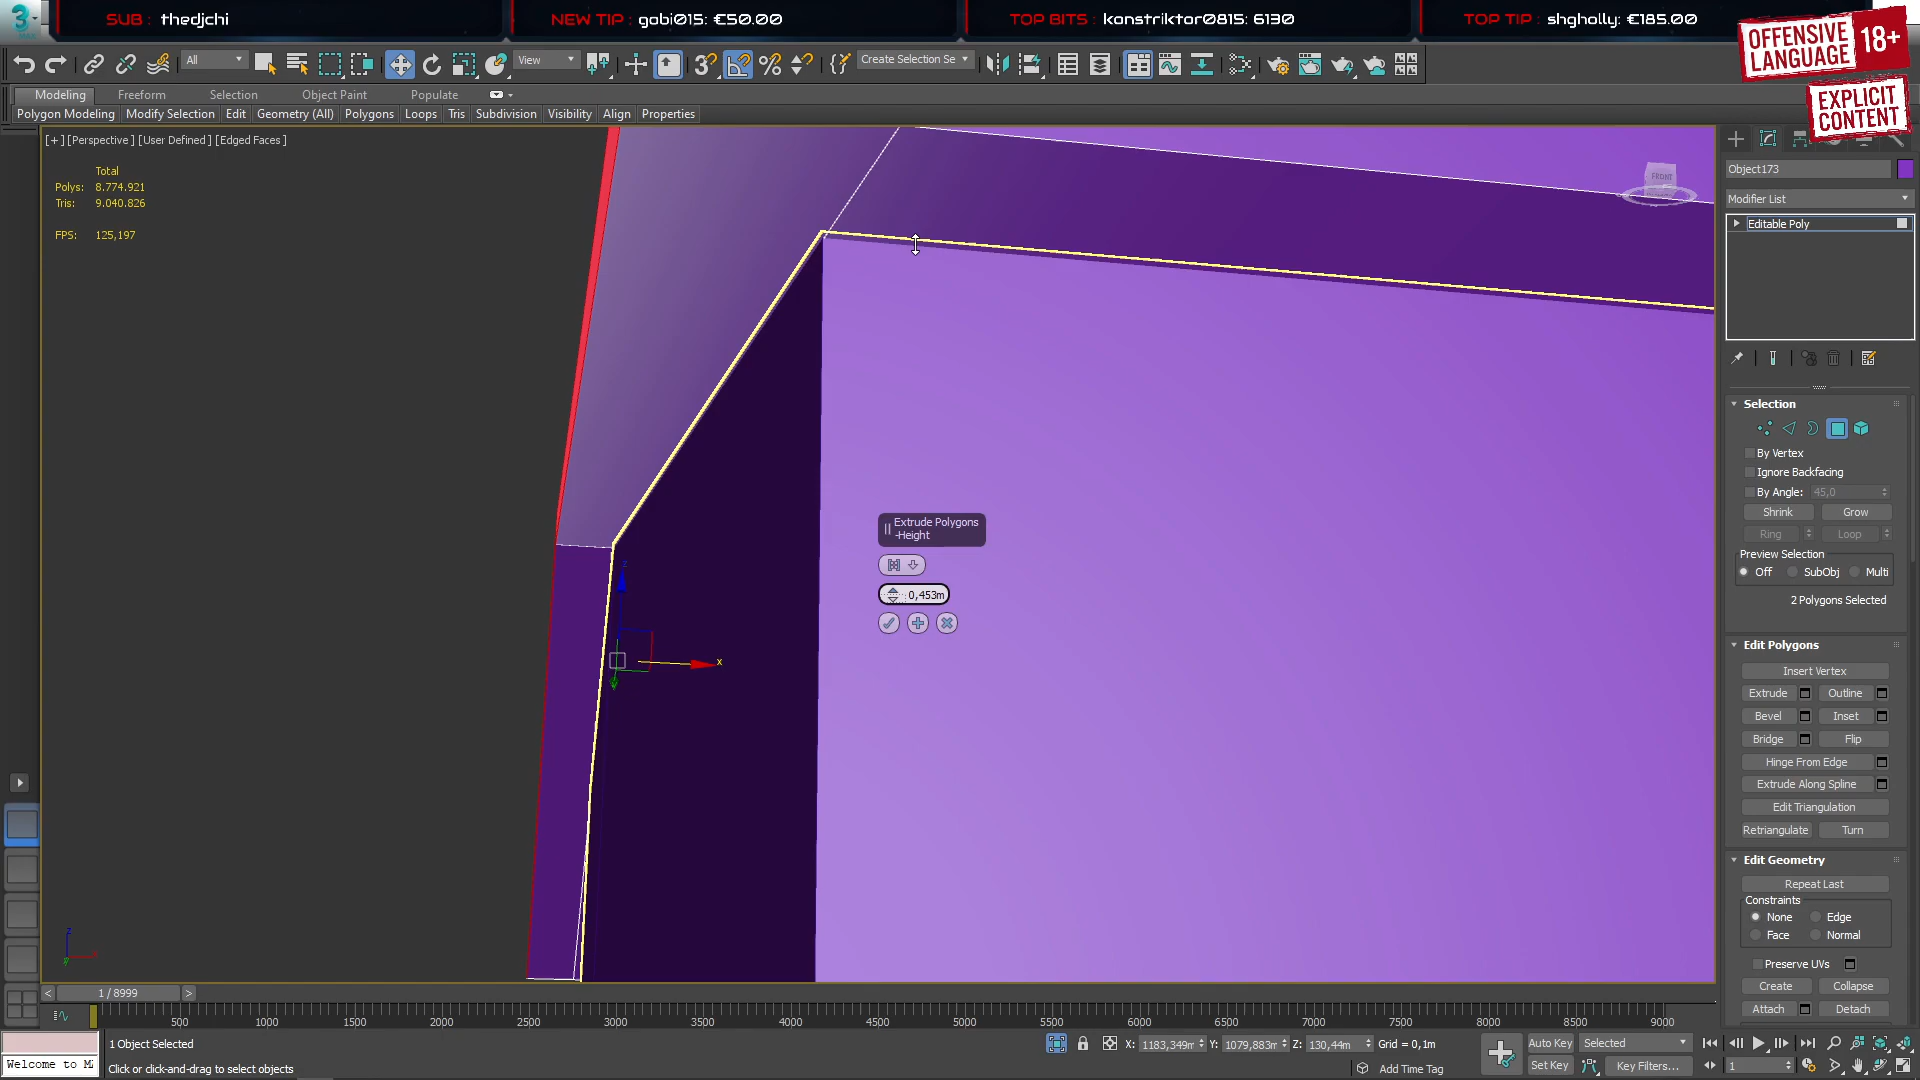 SUB : thedjchi
NEW TIP : gabi015: €50.00
TOP BITS : konstriktor0815: 6130
TOP TIP : shgholly: €185.00
OFFENSIVE LANGUAGE 18+
EXPLICIT CONTENT
3
MAX
All
View
Create Selection Se
Modeling
Freeform
Selection
Object Paint
Populate
Polygon Modeling
Modify Selection
Edit
Geometry (All)
Polygons
Loops
Tris
Subdivision
Visibility
Align
Properties
[+] [Perspective ] [User Defined ] [Edged Faces ]
Total
Polys: 8.774.921
Tris: 9.040.826
FPS: 125,197
FRONT
Extrude Polygons
-Height
0,453m
z
x
Object173
Modifier List
Editable Poly
Selection
By Vertex
Ignore Backfacing
By Angle: 45,0
Shrink
Grow
Ring
Loop
Preview Selection
Off
SubObj
Multi
2 Polygons Selected
Edit Polygons
Insert Vertex
Extrude
Outline
Bevel
Inset
Bridge
Flip
Hinge From Edge
Extrude Along Spline
Edit Triangulation
Retriangulate
Turn
Edit Geometry
Repeat Last
Constraints
None
Edge
Face
Normal
Preserve UVs
Create
Collapse
Attach
Detach
< 1 / 8999 >
500 1000 1500 2000 2500 3000 3500 4000 4500 5000 5500 6000 6500 7000 7500 8000 8500 9000
Welcome to M
1 Object Selected
Click or click-and-drag to select objects
X: 1183,349m
Y: 1079,883m
Z: 130,44m
Grid = 0,1m
Add Time Tag
Auto Key
Selected
Set Key
Key Filters...
1